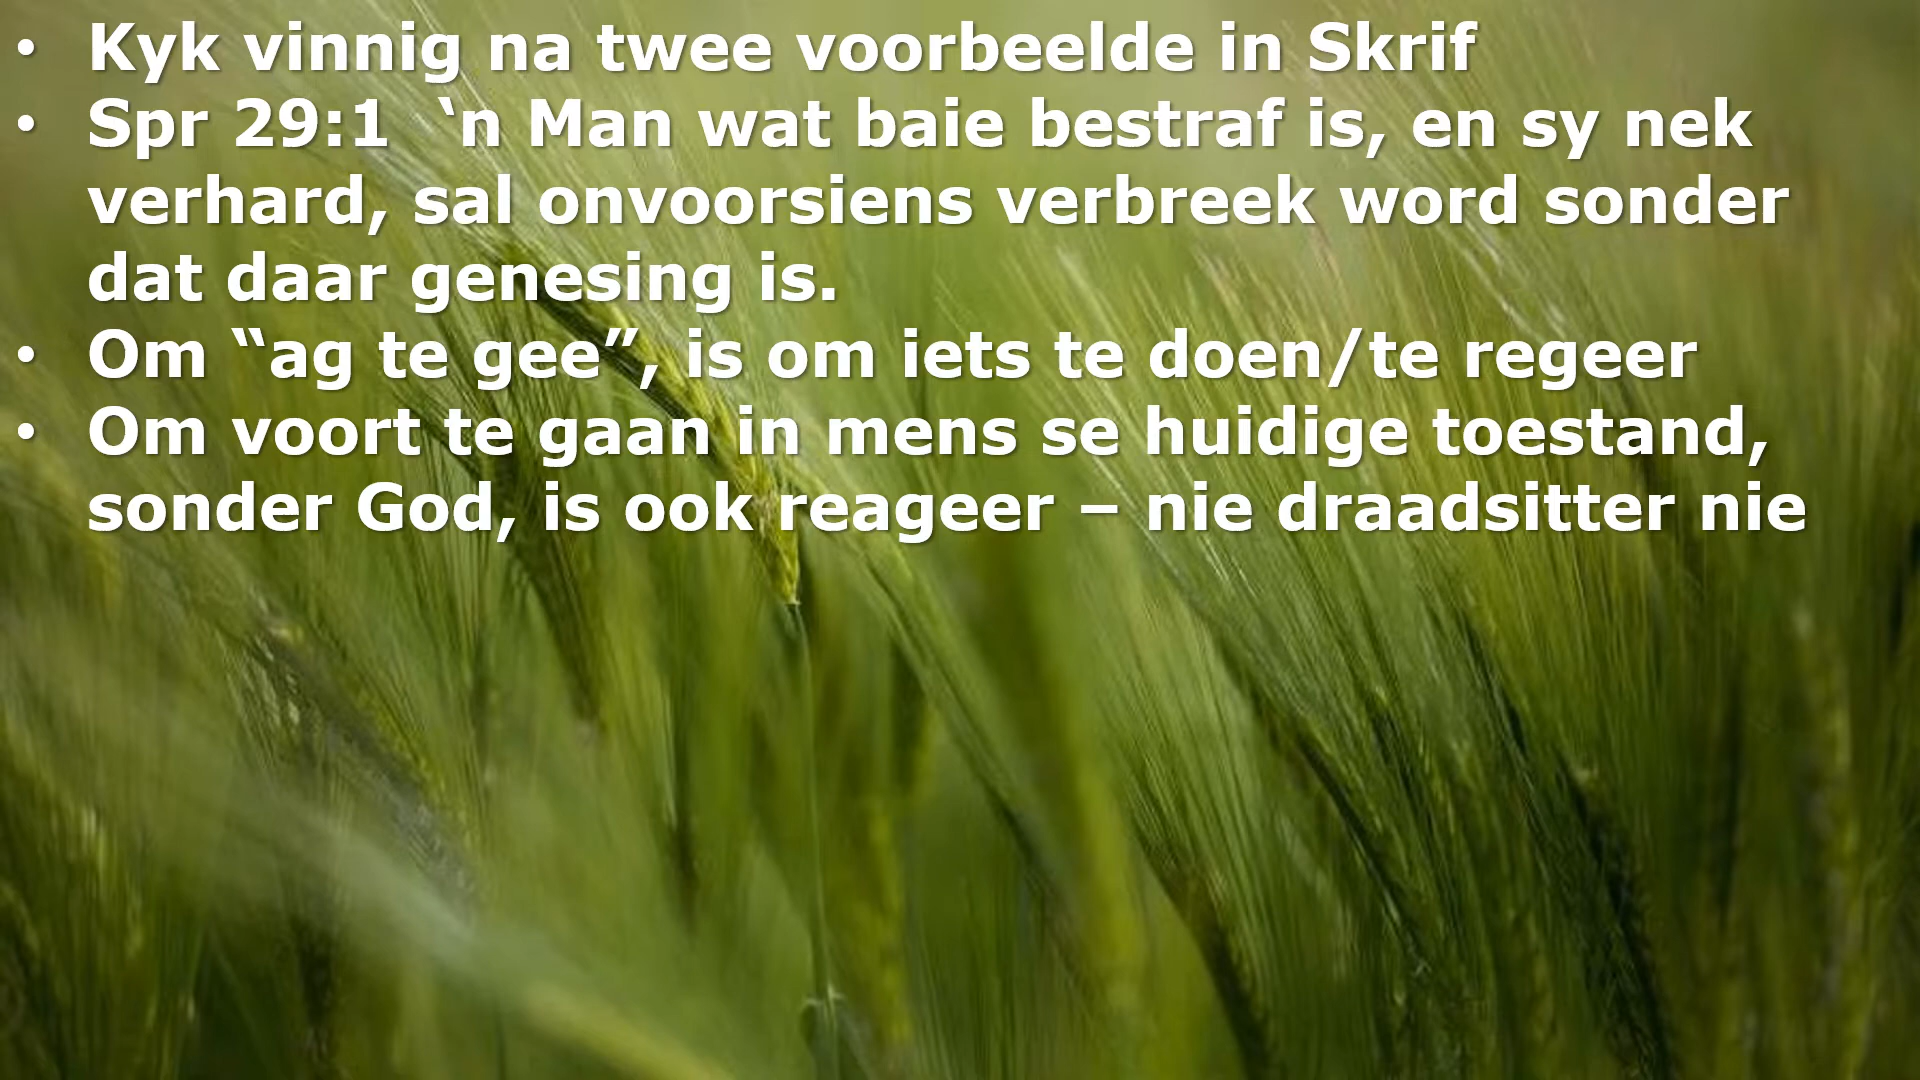 • Kyk vinnig na twee voorbeelde in Skrif
• Spr 29:1 ‘n Man wat baie bestraf is, en sy nek
verhard, sal onvoorsiens verbreek word sonder
dat daar genesing is.
• Om “ag te gee”, is om iets te doen/te regeer
• Om voort te gaan in mens se huidige toestand,
sonder God, is ook reageer – nie draadsitter nie